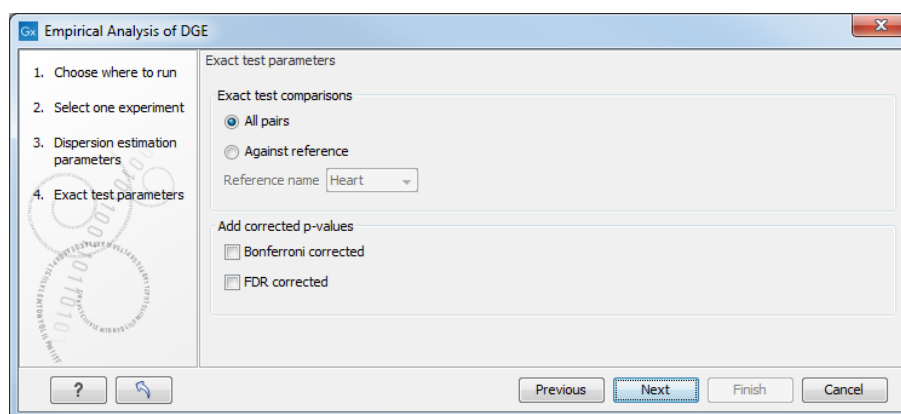 Gx Empirical Analysis of DGE
1. Choose where to run
2. Select one experiment
3. Dispersion estimation
parameters
4. Exact test parameters
Exact test parameters
Exact test comparisons
All pairs
Against reference
Reference name Heart
Add corrected p-values
Bonferroni corrected
FDR corrected
?
Previous Next Finish Cancel